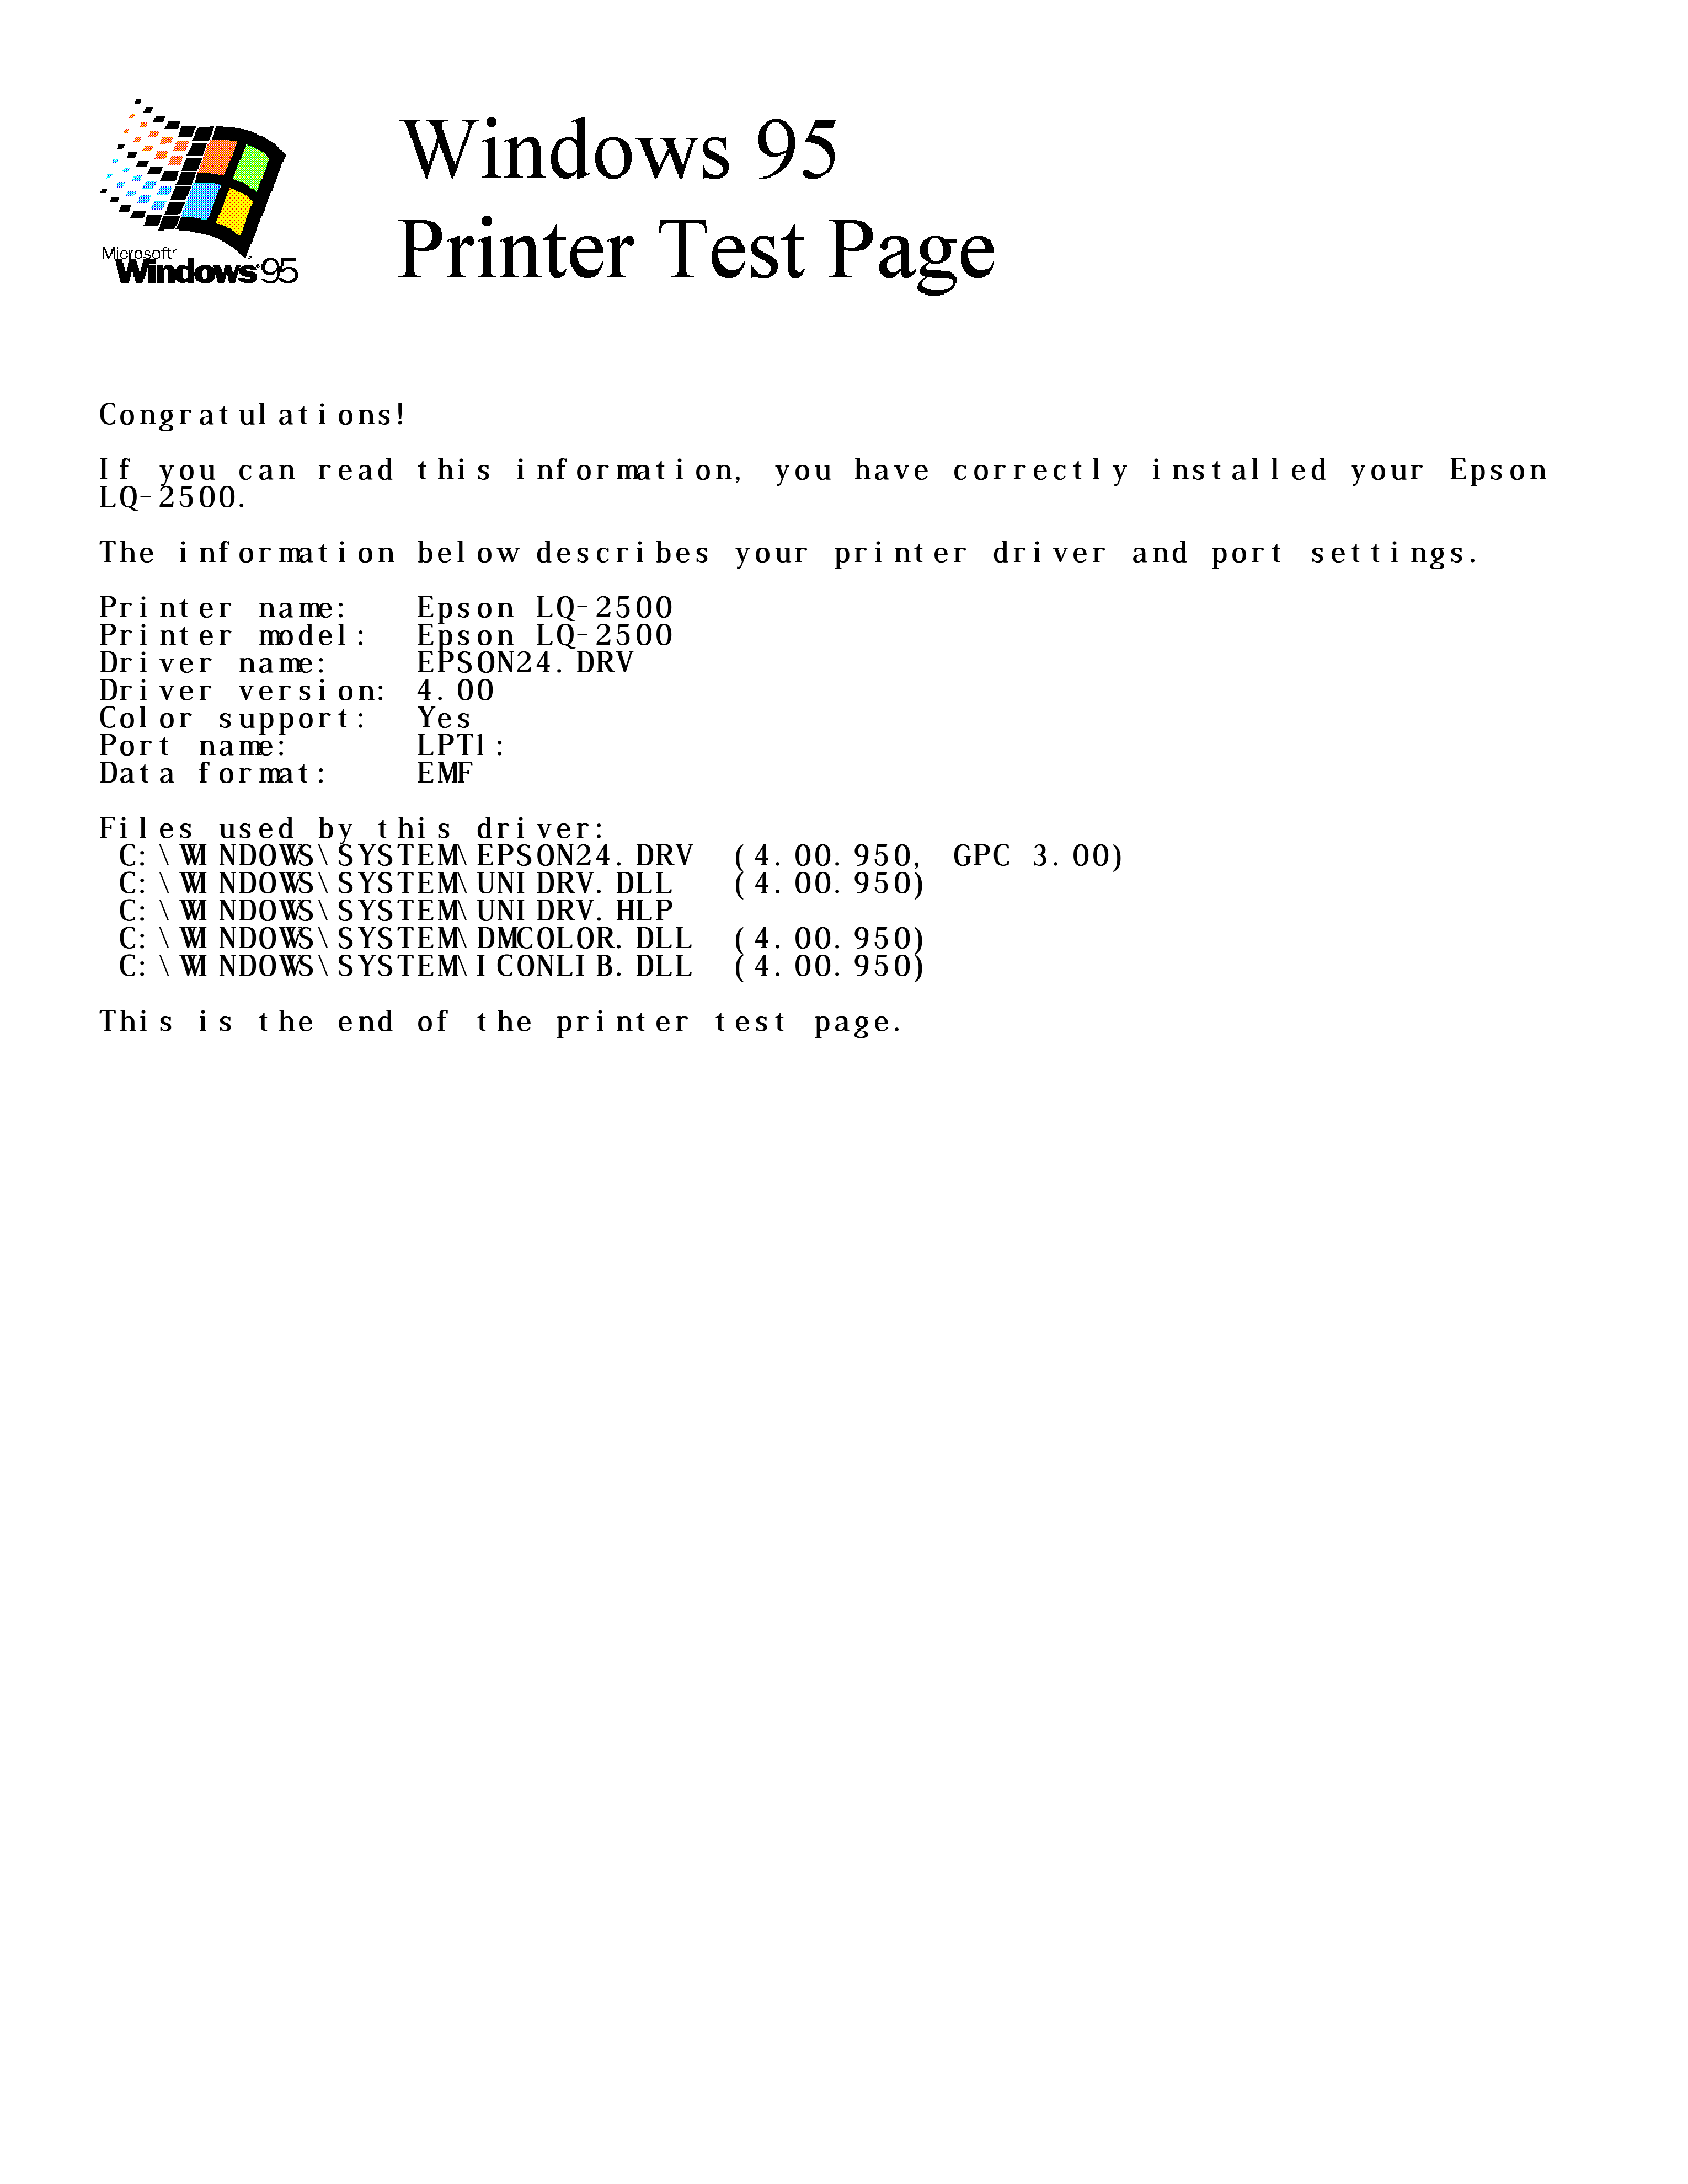 Microsoft
Windows 95
Windows 95
Printer Test Page
Congratulations!
If you can read this information, you have correctly installed your Epson
LQ-2500.
The information below describes your printer driver and port settings.
Printer name:    Epson LQ-2500
Printer model:   Epson LQ-2500
Driver name:     EPSON24.DRV
Driver version:  4.00
Color support:   Yes
Port name:       LPT1:
Data format:     EMF
Files used by this driver:
 C:\WINDOWS\SYSTEM\EPSON24.DRV  (4.00.950, GPC 3.00)
 C:\WINDOWS\SYSTEM\UNIDRV.DLL   (4.00.950)
 C:\WINDOWS\SYSTEM\UNIDRV.HLP
 C:\WINDOWS\SYSTEM\DMCOLOR.DLL  (4.00.950)
 C:\WINDOWS\SYSTEM\ICONLIB.DLL  (4.00.950)
This is the end of the printer test page.